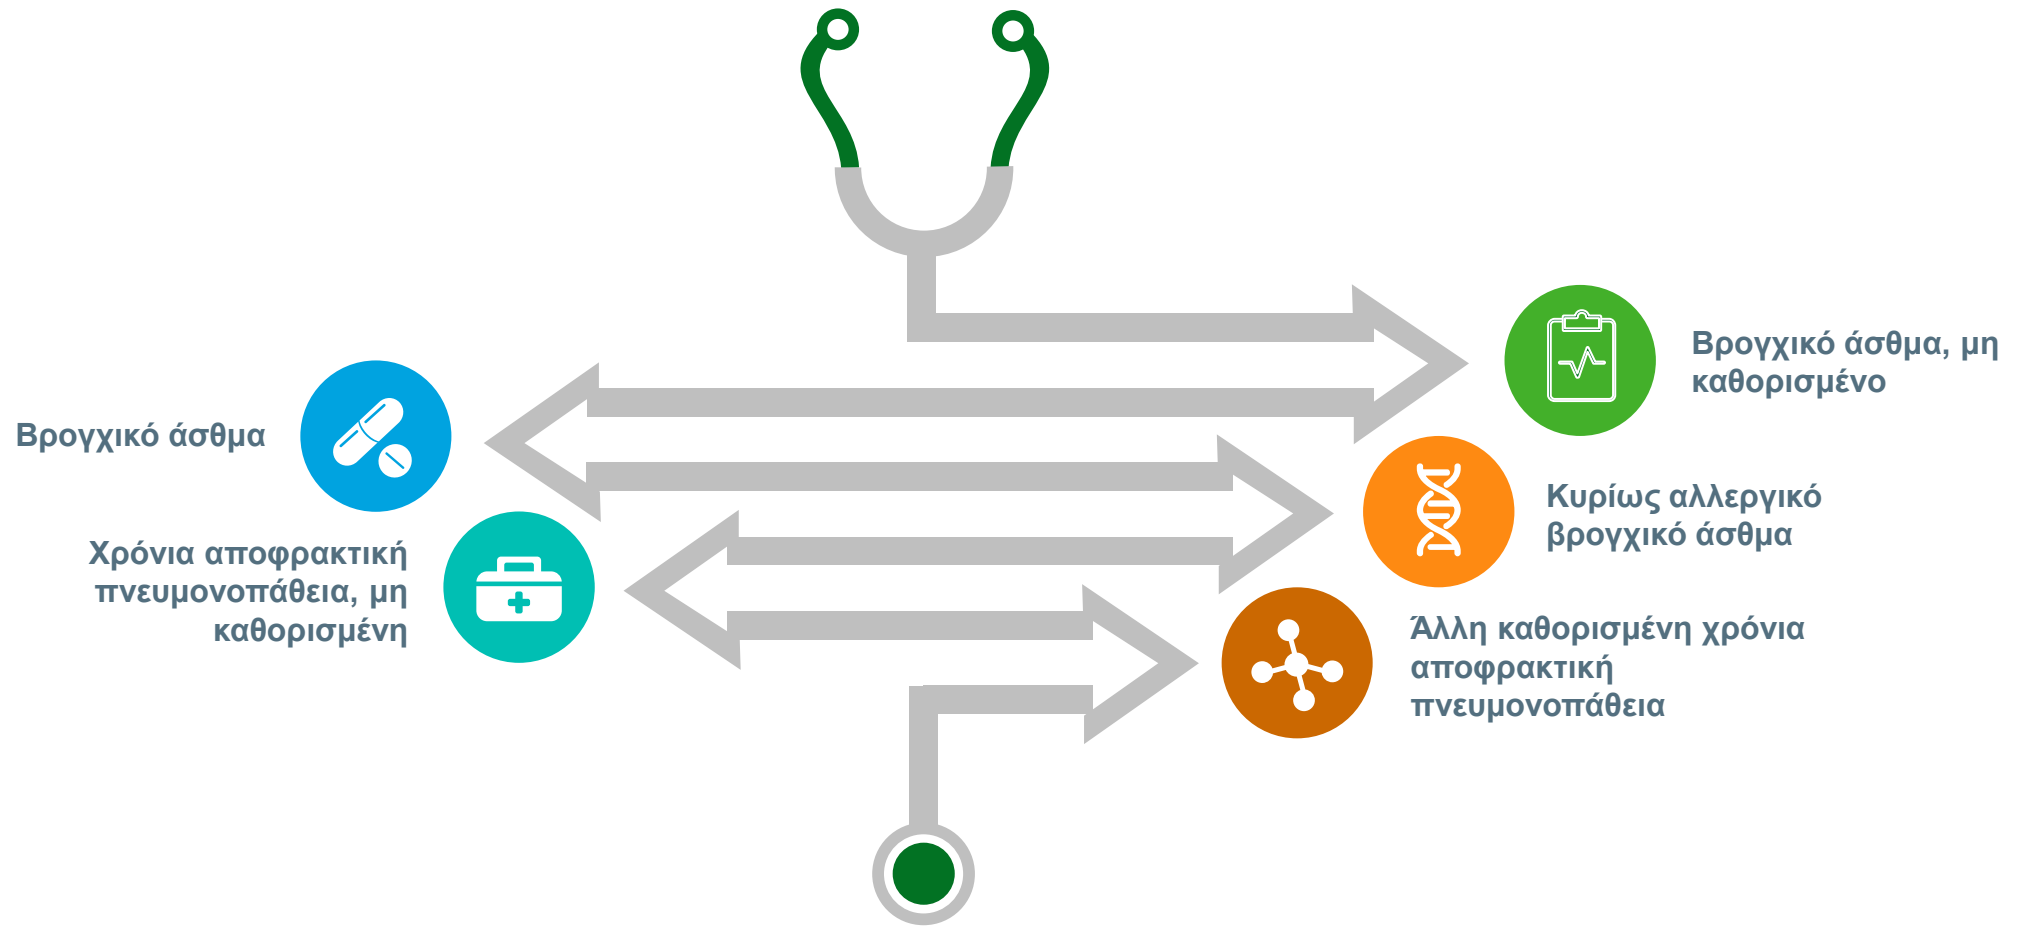 Βρογχικό άσθμα, μη
καθορισμένο
Βρογχικό άσθμα
Κυρίως αλλεργικό
βρογχικό άσθμα
Χρόνια αποφρακτική
πνευμονοπάθεια, μη
καθορισμένη
Άλλη καθορισμένη χρόνια
αποφρακτική
πνευμονοπάθεια